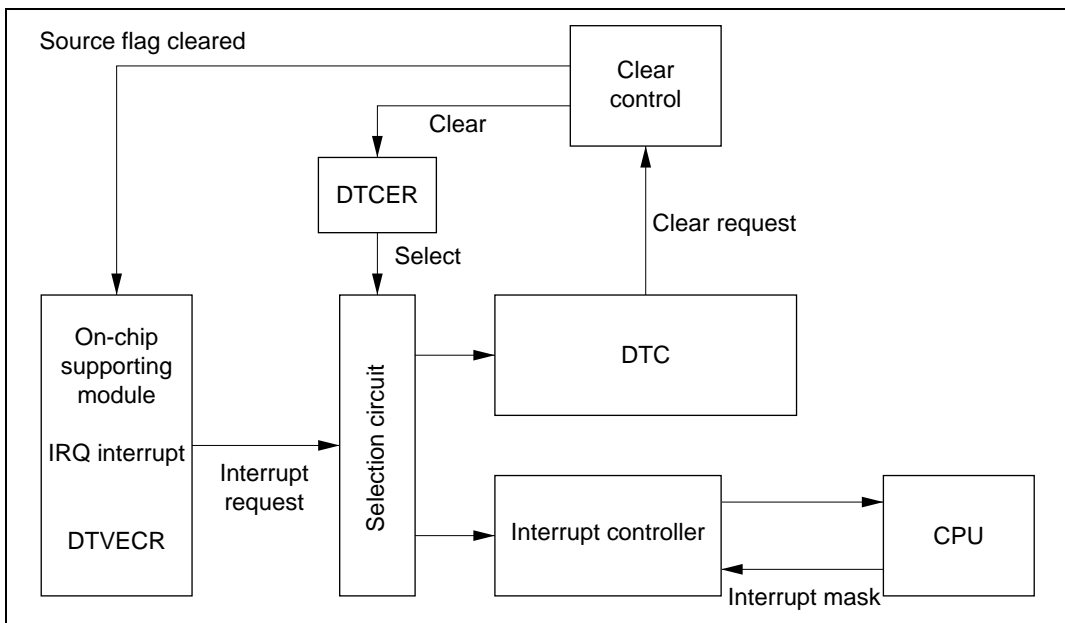 Source flag cleared
Clear
control
Clear
DTCER
Clear request
Select
On-chip
supporting
module
IRQ interrupt
DTVECR
Interrupt
request
Selection circuit
DTC
Interrupt controller
CPU
Interrupt mask